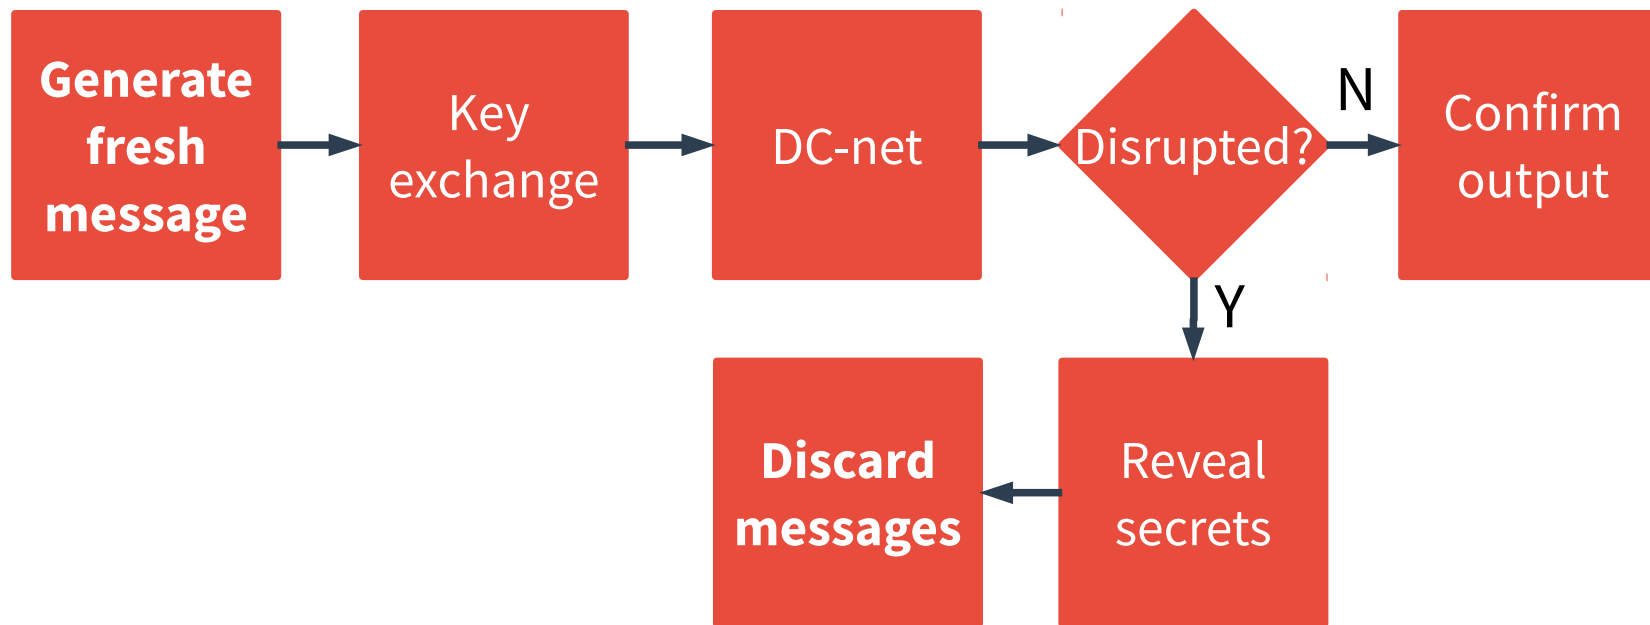 Generate
fresh
message
Key
exchange
DC-net
Disrupted?
N
Confirm
output
Y
Discard
messages
Reveal
secrets